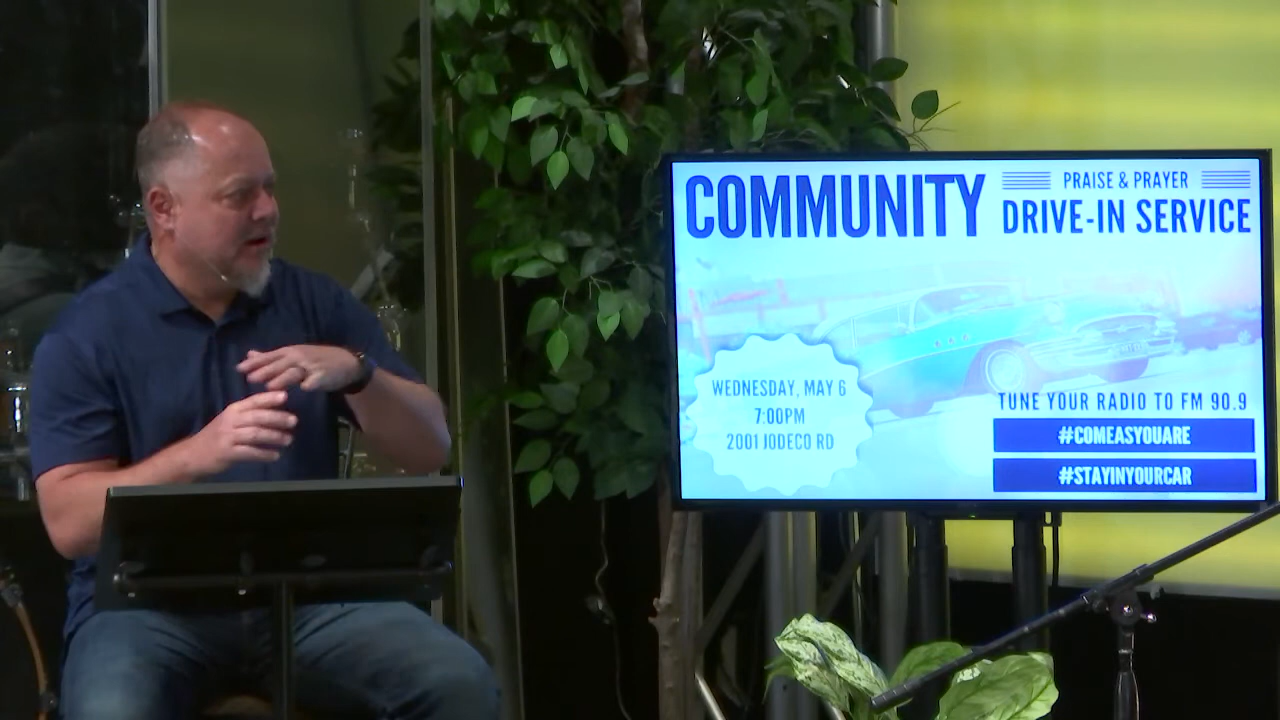 COMMUNITY
PRAISE & PRAYER
DRIVE-IN SERVICE
WEDNESDAY, MAY 6
7:00PM
2001 JODECO RD
TUNE YOUR RADIO TO FM 90.9
#COMEASYOUARE
#STAYINYOURCAR